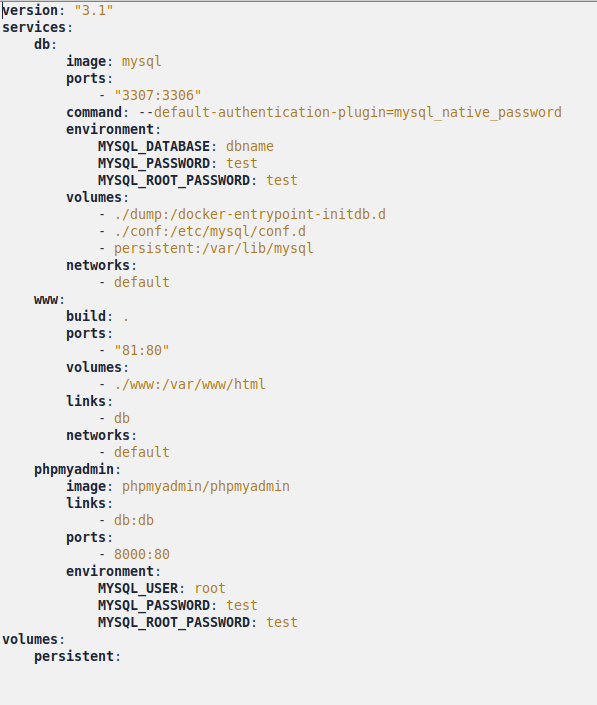 version: "3.1"
services:
    db:
        image: mysql
        ports:
            - "3307:3306"
        command: --default-authentication-plugin=mysql_native_password
        environment:
            MYSQL_DATABASE: dbname
            MYSQL_PASSWORD: test
            MYSQL_ROOT_PASSWORD: test
        volumes:
            - ./dump:/docker-entrypoint-initdb.d
            - ./conf:/etc/mysql/conf.d
            - persistent:/var/lib/mysql
        networks:
            - default
    www:
        build: .
        ports:
            - "81:80"
        volumes:
            - ./www:/var/www/html
        links:
            - db
        networks:
            - default
    phpmyadmin:
        image: phpmyadmin/phpmyadmin
        links:
            - db:db
        ports:
            - 8000:80
        environment:
            MYSQL_USER: root
            MYSQL_PASSWORD: test
            MYSQL_ROOT_PASSWORD: test
volumes:
    persistent: